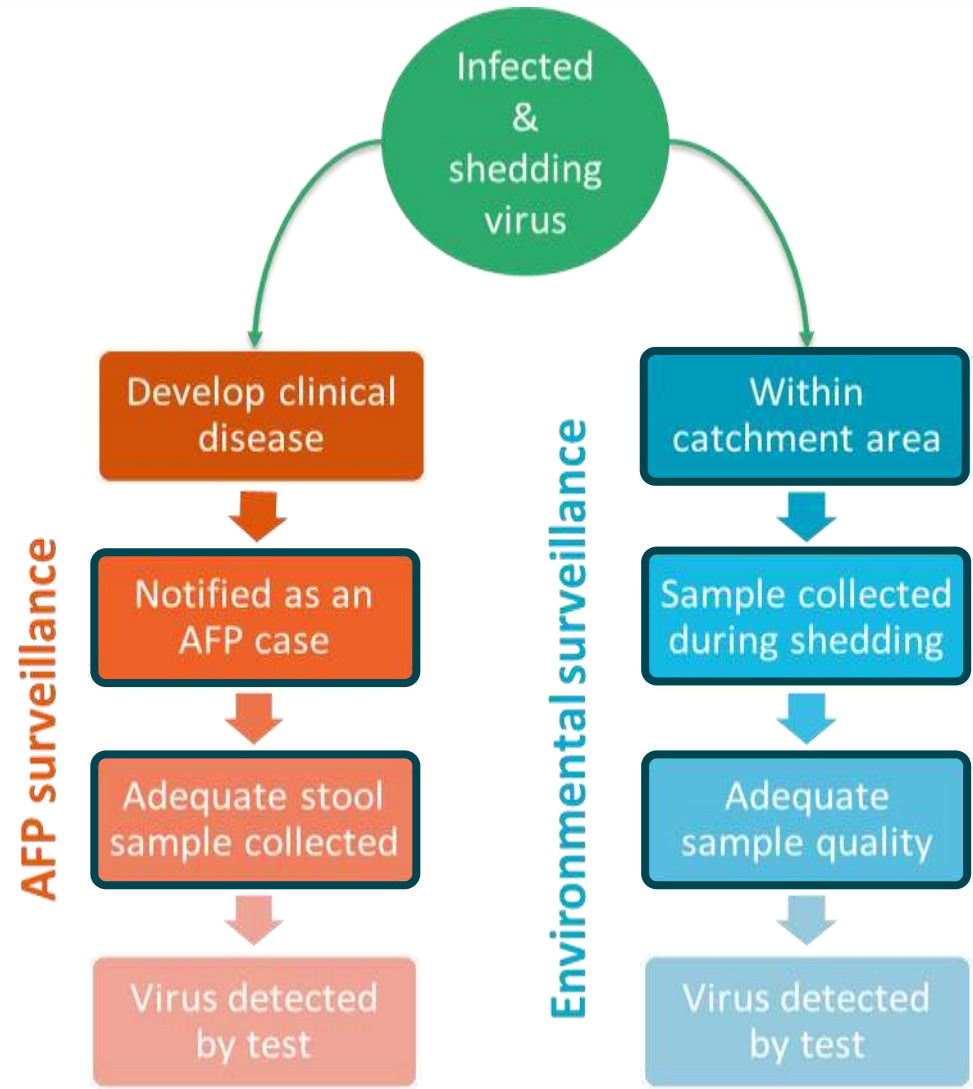 Infected
&
shedding
virus
AFP surveillance
Develop clinical
disease
Notified as an
AFP case
Adequate stool
sample collected
Virus detected
by test
Environmental surveillance
Within
catchment area
Sample collected
during shedding
Adequate
sample quality
Virus detected
by test